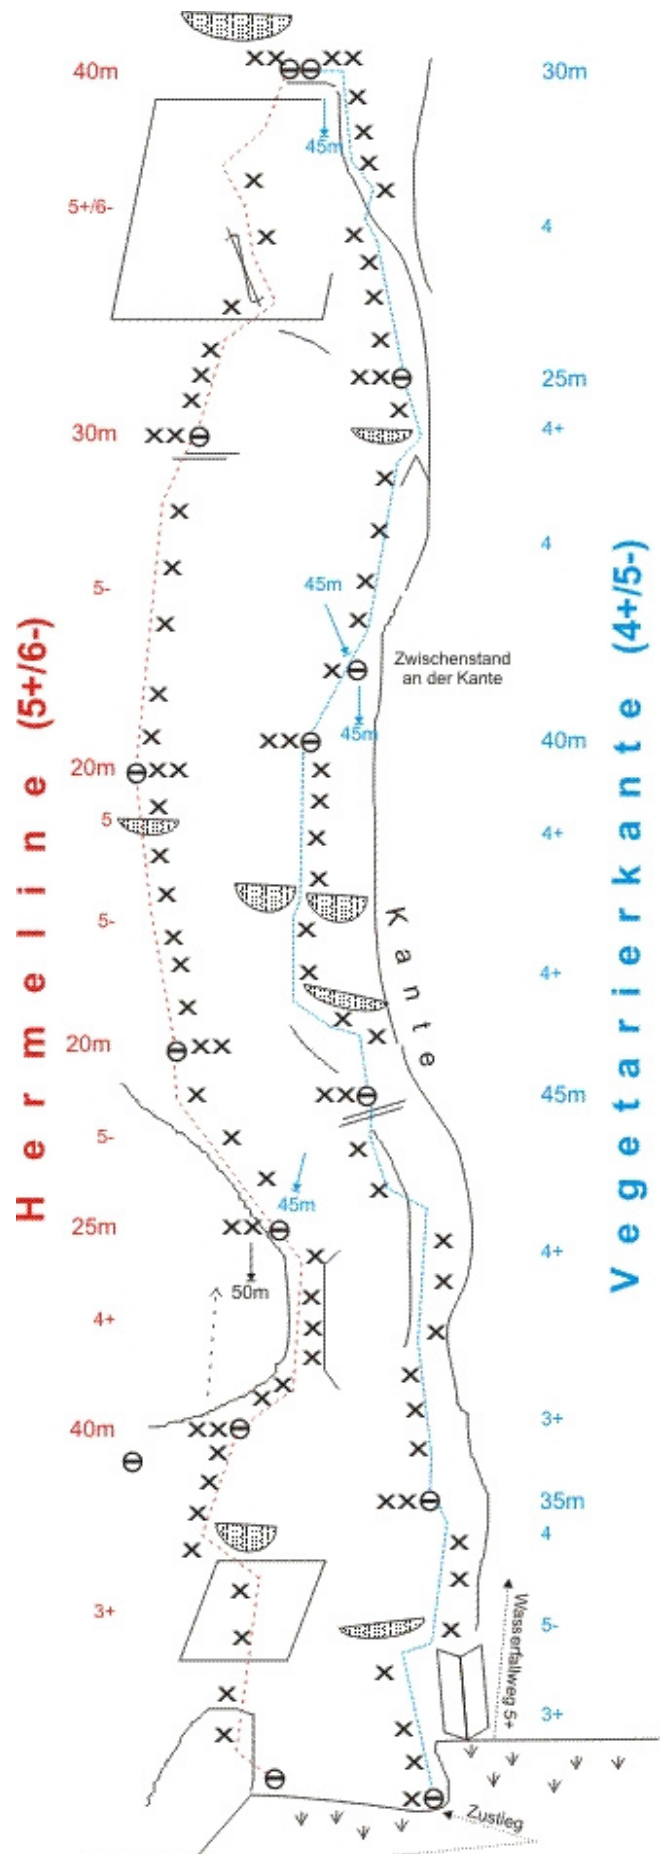 40m
30m
45m
5+/6-
4
25m
30m
4+
4
45m
5-
Zwischenstand
an der Kante
45m
40m
20m
5
4+
5-
Kante
4+
20m
45m
5-
45m
25m
4+
50m
4+
40m
3+
35m
4
3+
5-
Wasserfallweg 5+
3+
Zustieg
Hermeline (5+/6-)
Vegetarierkante (4+/5-)